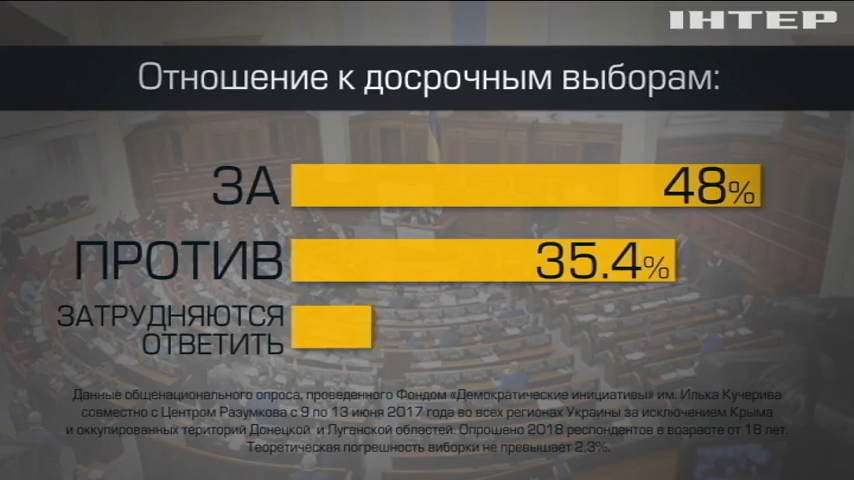 ІНТЕР
Отношение к досрочным выборам:
ЗА 48%
ПРОТИВ 35.4%
ЗАТРУДНЯЮТСЯ
ОТВЕТИТЬ
Данные общенационального опроса, проведенного Фондом «Демократические инициативы» им. Илька Кучерива
совместно с Центром Разумкова с 9 по 13 июня 2017 года во всех регионах Украины за исключением Крыма
и оккупированных територий Донецкой и Луганской областей. Опрошено 2018 респондентов в возрасте от 18 лет.
Теоретическая погрешность виборки не превышает 2,3%.